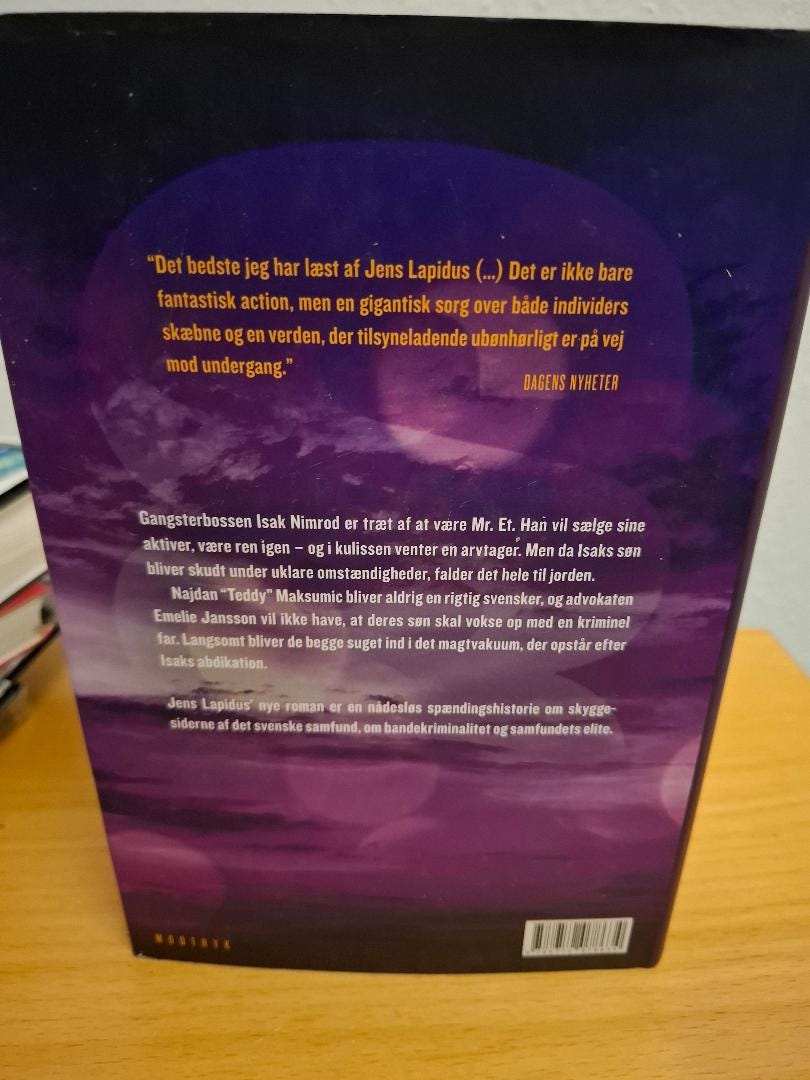 "Det bedste jeg har læst af Jens Lapidus (...) Det er ikke bare
fantastisk action, men en gigantisk sorg over både individers
skæbne og en verden, der tilsyneladende ubønhørligt er på vej
mod undergang."
DAGENS NYHETER
Gangsterbossen Isak Nimrod er træt af at være Mr. Et. Han vil sælge sine
aktiver, være ren igen – og i kulissen venter en arvtager. Men da Isaks søn
bliver skudt under uklare omstændigheder, falder det hele til jorden.
Najdan "Teddy" Maksumic bliver aldrig en rigtig svensker, og advokaten
Emelie Jansson vil ikke have, at deres søn skal vokse op med en kriminel
far. Langsomt bliver de begge suget ind i det magtvakuum, der opstår efter
Isaks abdikation.
Jens Lapidus' nye roman er en nådesløs spændingshistorie om skygge-
siderne af det svenske samfund, om bandekriminalitet og samfundets elite.
MODTRYK